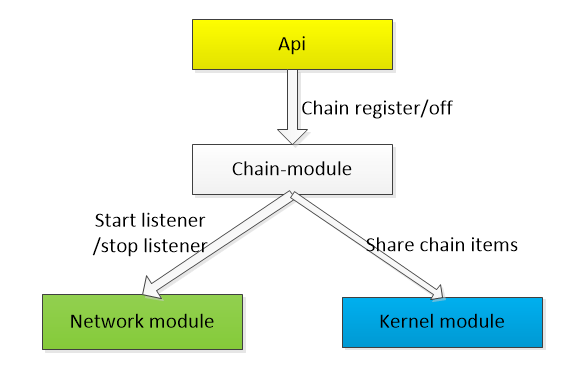 Api
Chain register/off
Chain-module
Start listener
/stop listener
Share chain items
Network module
Kernel module